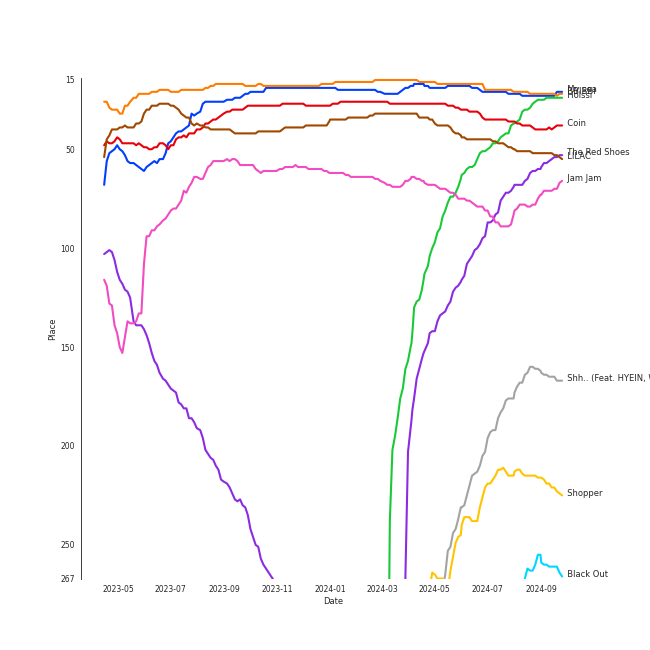 15
50
100
150
200
250
267
Place
2023-05
2023-07
2023-09
2023-11
2024-01
2024-03
2024-05
2024-07
2024-09
Date
Coin
The Red Shoes
LILAC
Jam Jam
Shh.. (Feat. HYEIN,
Shopper
Black Out